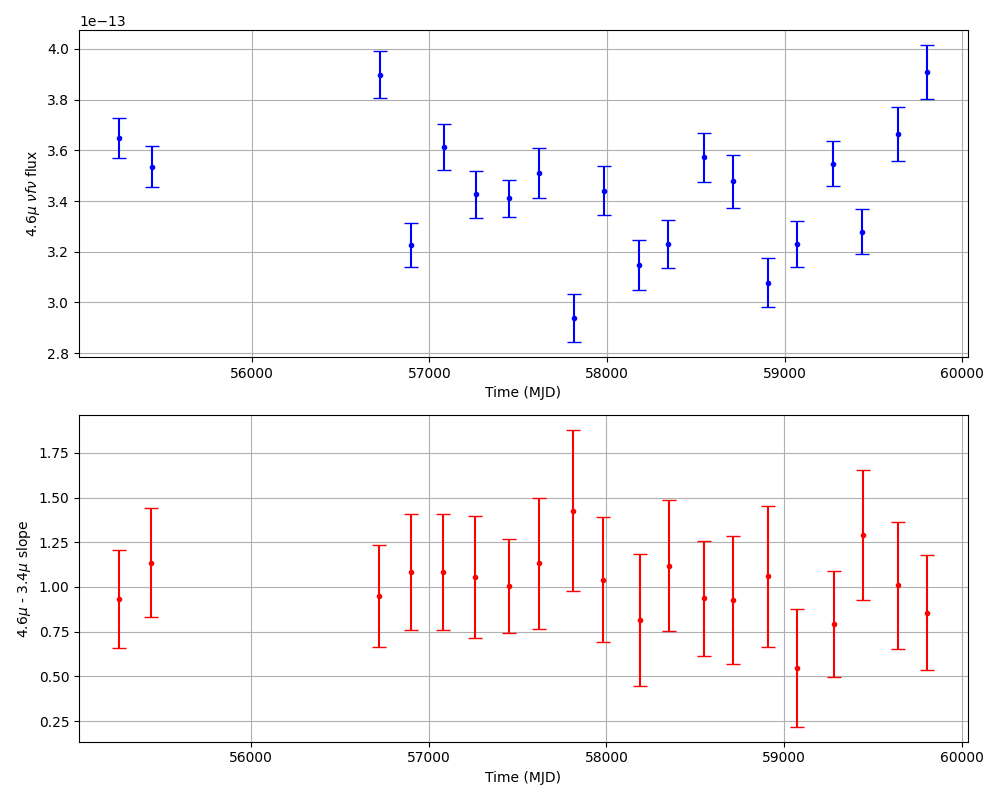 1e−13
4.0
3.8
3.6
3.4
3.2
3.0
2.8
4.6μ νfν flux
56000 57000 58000 59000 60000
Time (MJD)
1.75
1.50
1.25
1.00
0.75
0.50
0.25
4.6μ - 3.4μ slope
56000 57000 58000 59000 60000
Time (MJD)